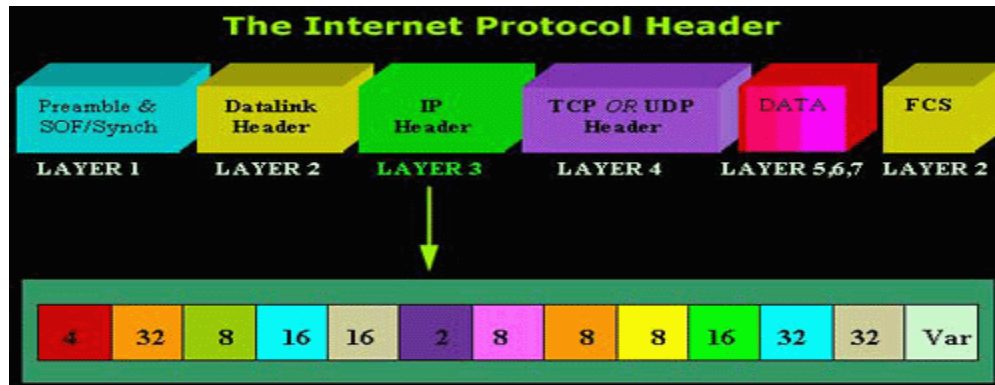 The Internet Protocol Header
Preamble &
SOF/Synch
Datalink
Header
IP
Header
TCP OR UDP
Header
DATA
FCS
LAYER 1
LAYER 2
LAYER 3
LAYER 4
LAYER 5,6,7
LAYER 2
4 32 8 16 16 2 8 8 8 16 32 32 Var